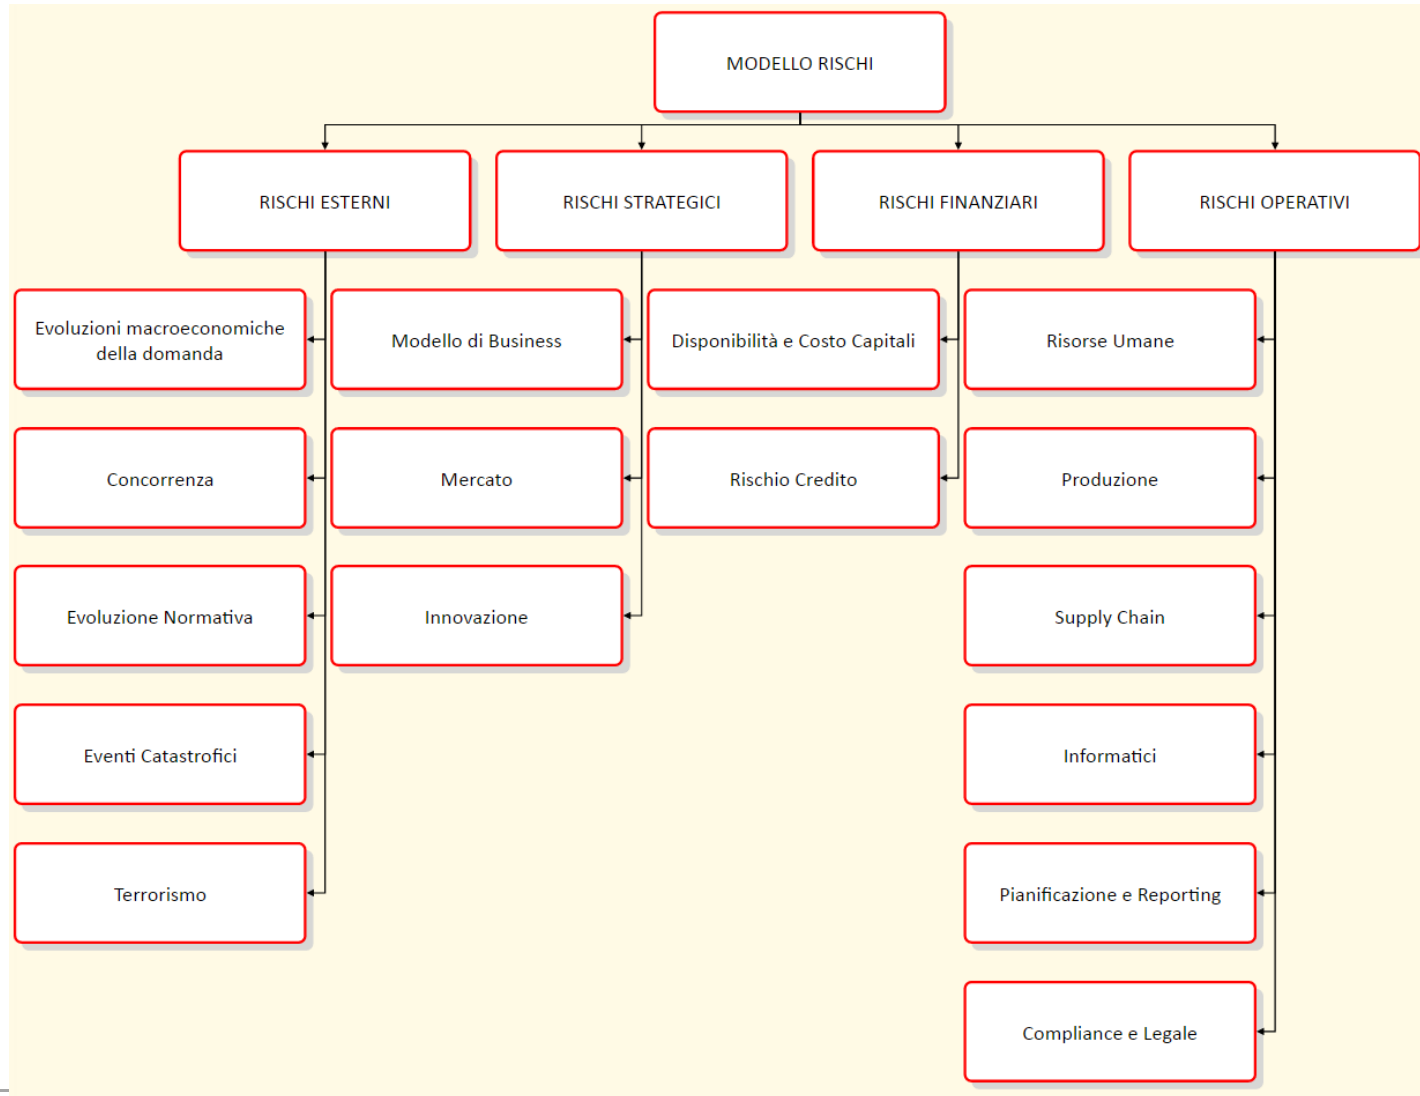 MODELLO RISCHI
RISCHI ESTERNI
RISCHI STRATEGICI
RISCHI FINANZIARI
RISCHI OPERATIVI
Evoluzioni macroeconomiche
della domanda
Modello di Business
Disponibilità e Costo Capitali
Risorse Umane
Concorrenza
Mercato
Rischio Credito
Produzione
Evoluzione Normativa
Innovazione
Supply Chain
Eventi Catastrofici
Informatici
Terrorismo
Pianificazione e Reporting
Compliance e Legale